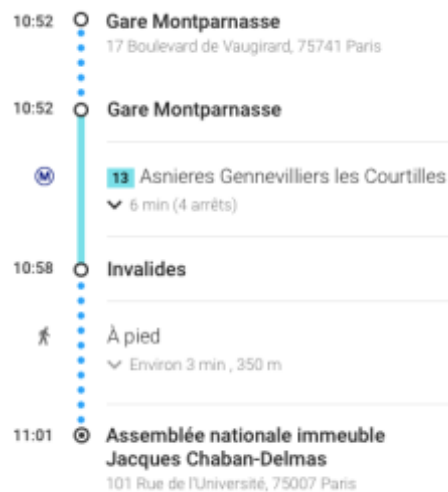 10:52 Gare Montparnasse
17 Boulevard de Vaugirard, 75741 Paris
10:52 Gare Montparnasse
M 13 Asnieres Gennevilliers les Courtilles
6 min (4 arrêts)
10:58 Invalides
À pied
Environ 3 min , 350 m
11:01 Assemblée nationale immeuble
Jacques Chaban-Delmas
101 Rue de l'Université, 75007 Paris